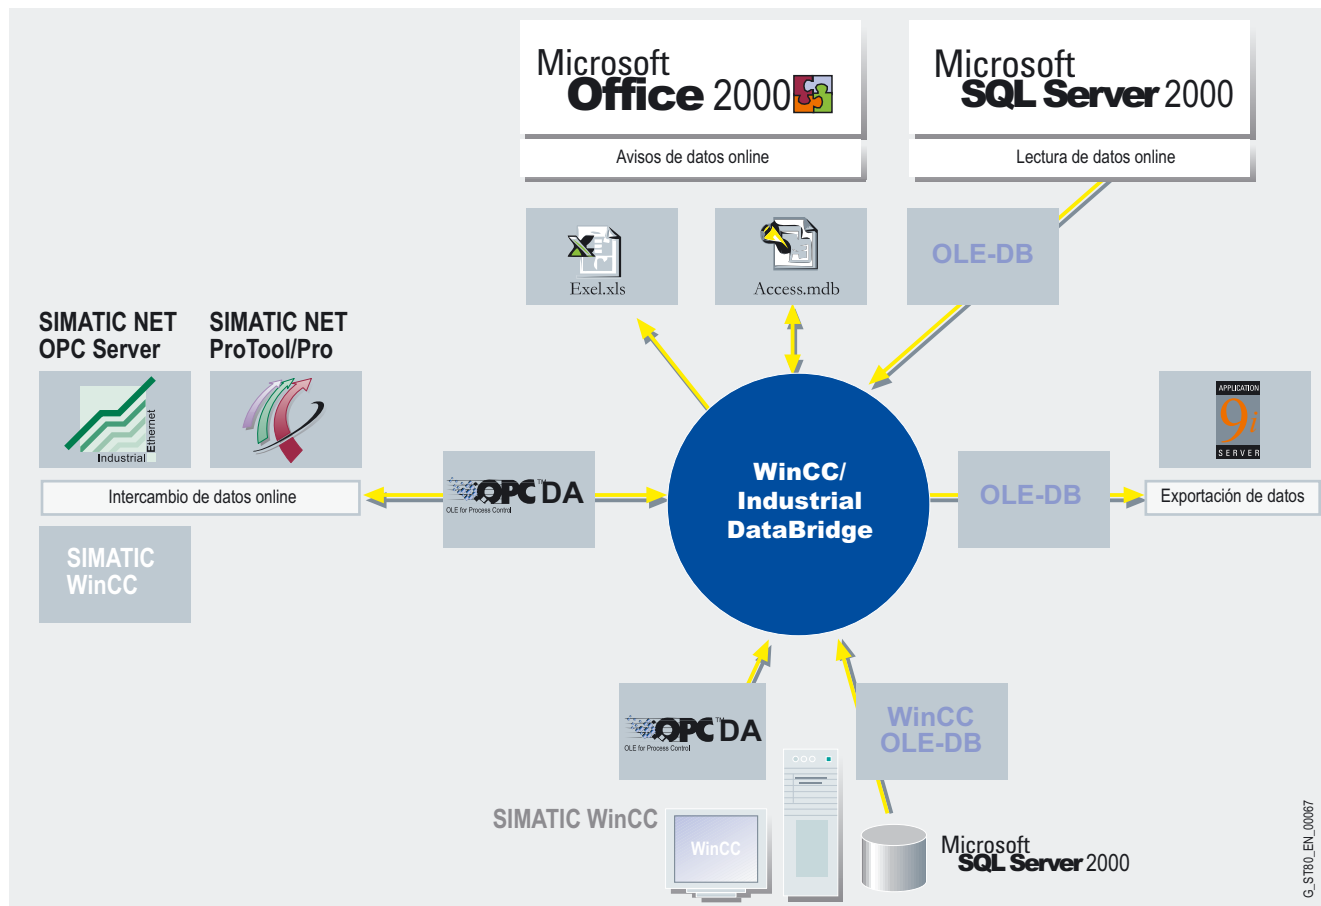 Microsoft
Office 2000
Avisos de datos online
Microsoft
SQL Server 2000
Lectura de datos online
Exel.xls
Access.mdb
OLE-DB
SIMATIC NET
OPC Server
SIMATIC NET
ProTool/Pro
Industrial
Ethernet
Intercambio de datos online
SIMATIC
WinCC
OPC™ DA
OLE for Process Control
WinCC/
Industrial
DataBridge
OLE-DB
APPLICATION
9i
SERVER
Exportación de datos
OPC™ DA
OLE for Process Control
WinCC
OLE-DB
SIMATIC WinCC
WinCC
Microsoft
SQL Server 2000
G_ST80_EN_00067